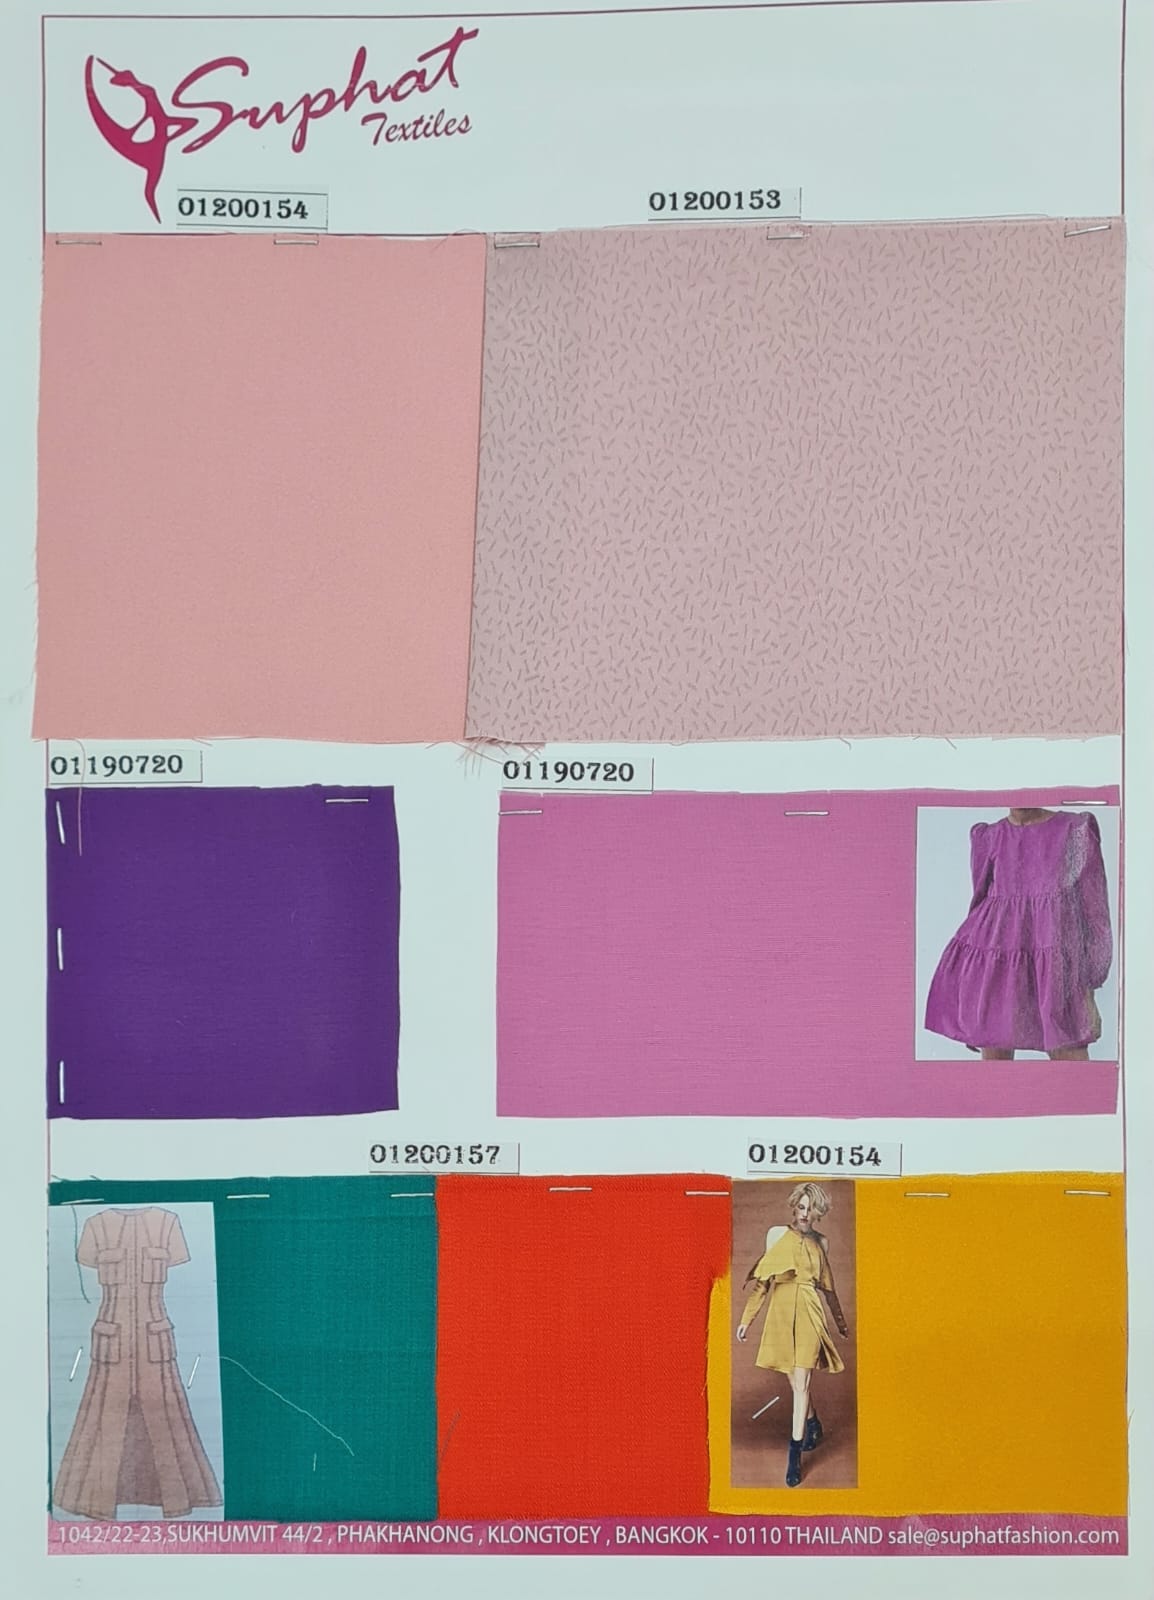 Suphat
Textiles
01200154
01200153
01190720
01190720
01200157
01200154
1042/22-23,SUKHUMVIT 44/2 , PHAKHANONG , KLONGTOEY , BANGKOK - 10110 THAILAND sale@suphatfashion.com